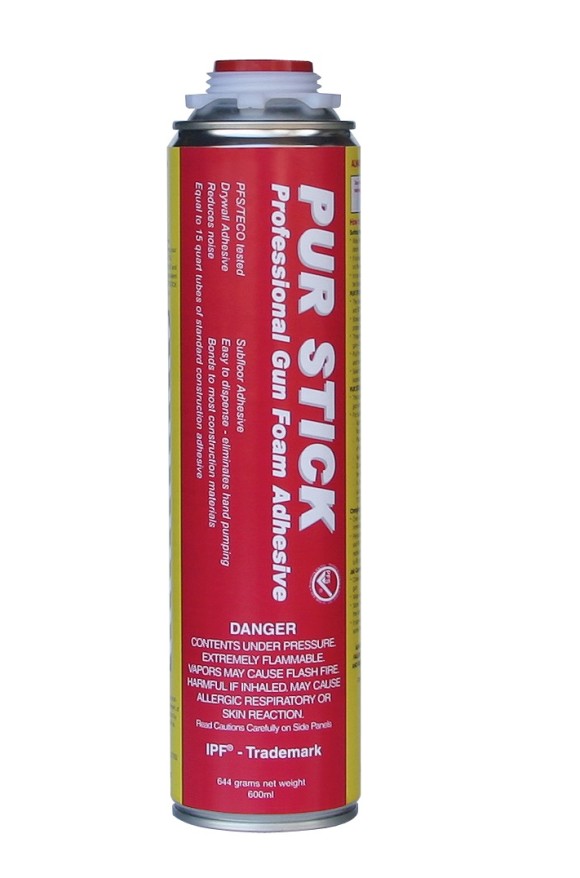 PUR STICK
Professional Gun Foam Adhesive
PFS/TECO tested
Drywall Adhesive
Reduces noise
Equal to 15 quart tubes of standard construction adhesive
Subfloor Adhesive
Easy to dispense - eliminates hand pumping
Bonds to most construction materials
DANGER
CONTENTS UNDER PRESSURE.
EXTREMELY FLAMMABLE.
VAPORS MAY CAUSE FLASH FIRE.
HARMFUL IF INHALED. MAY CAUSE
ALLERGIC RESPIRATORY OR
SKIN REACTION.
Read Cautions Carefully on Side Panels
IPF® - Trademark
644 grams net weight
600ml